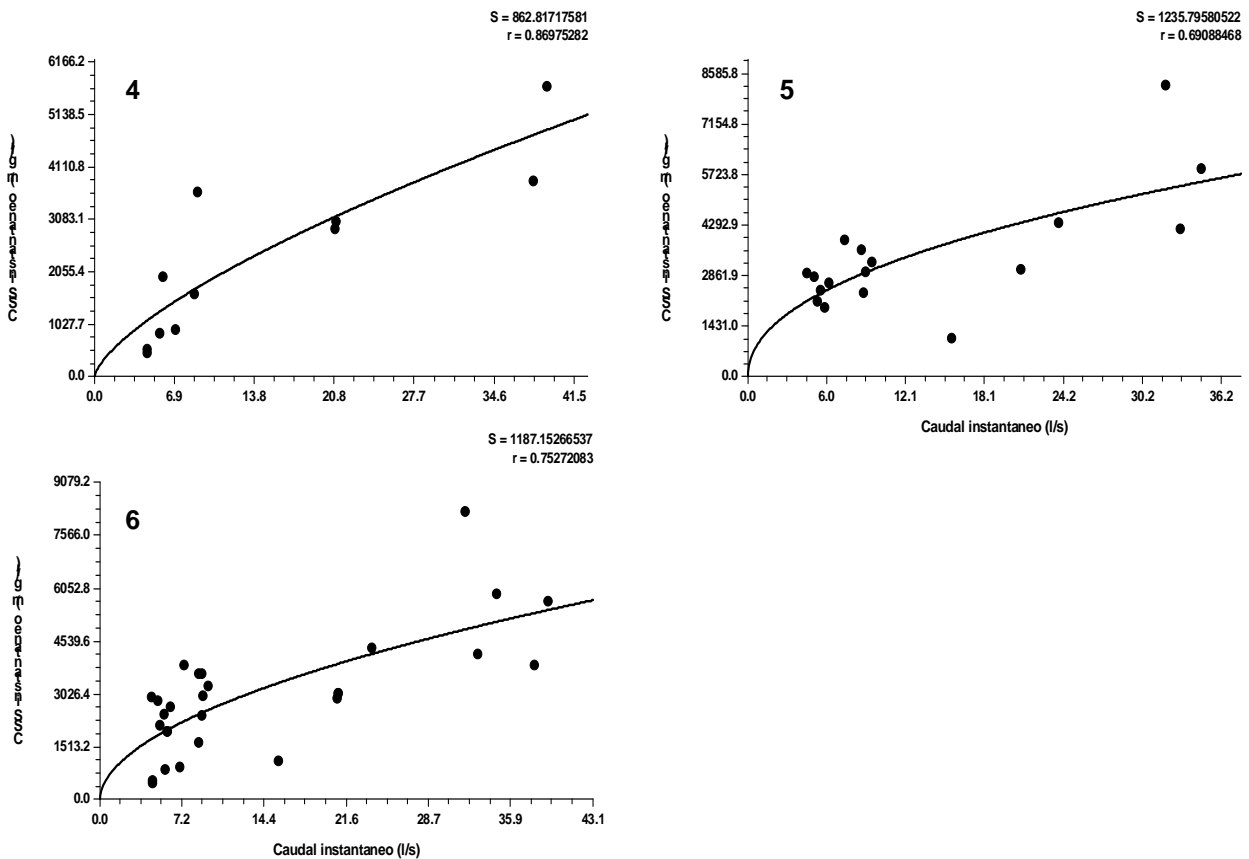 S = 862.81717581
r = 0.86975282
4
6166.2
5138.5
4110.8
3083.1
2055.4
1027.7
0.0
0.0 6.9 13.8 20.8 27.7 34.6 41.5
S = 1235.79580522
r = 0.69088468
5
8585.8
7154.8
5723.8
4292.9
2861.9
1431.0
0.0
0.0 6.0 12.1 18.1 24.2 30.2 36.2
Caudal instantaneo (l/s)
S = 1187.15266537
r = 0.75272083
6
9079.2
7566.0
6052.8
4539.6
3026.4
1513.2
0.0
0.0 7.2 14.4 21.6 28.7 35.9 43.1
Caudal instantaneo (l/s)